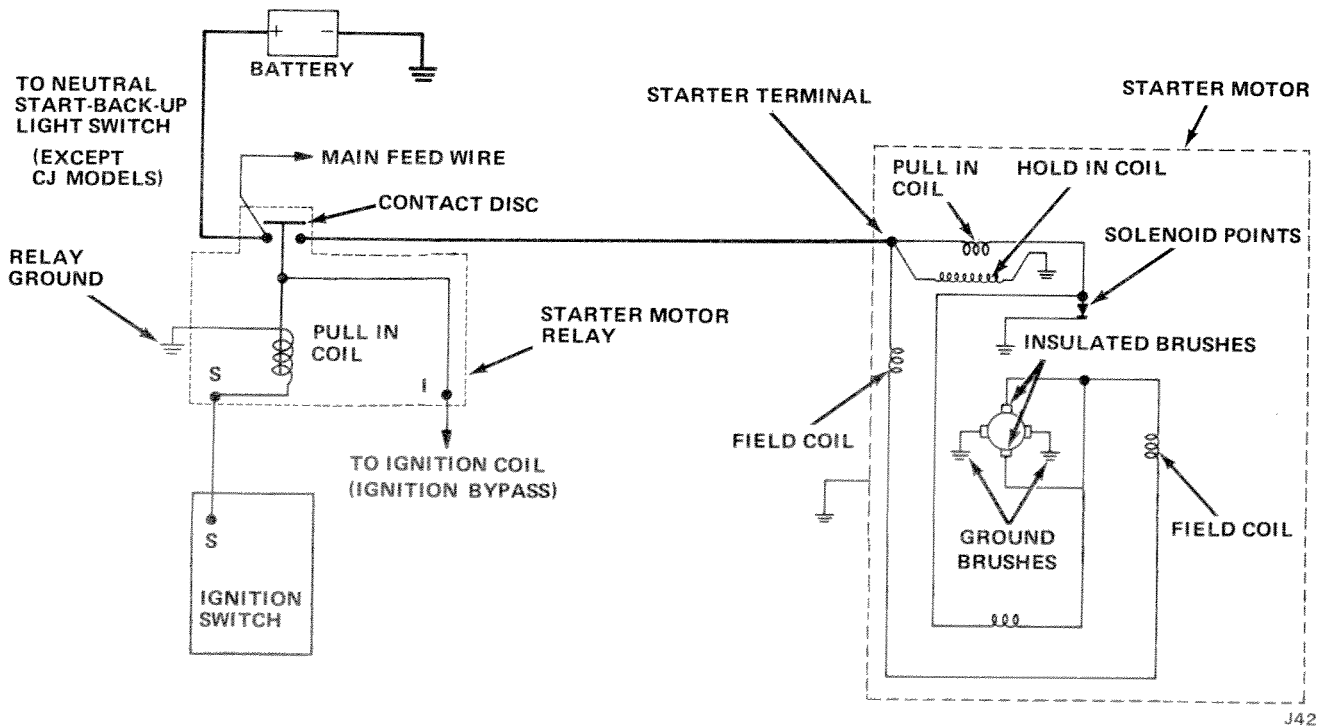 + −
BATTERY
TO NEUTRAL
START-BACK-UP
LIGHT SWITCH
(EXCEPT
CJ MODELS)
MAIN FEED WIRE
CONTACT DISC
RELAY
GROUND
PULL IN
COIL
STARTER MOTOR
RELAY
S
I
TO IGNITION COIL
(IGNITION BYPASS)
S
IGNITION
SWITCH
STARTER TERMINAL
STARTER MOTOR
PULL IN
COIL
HOLD IN COIL
SOLENOID POINTS
INSULATED BRUSHES
FIELD COIL
GROUND
BRUSHES
FIELD COIL
J42